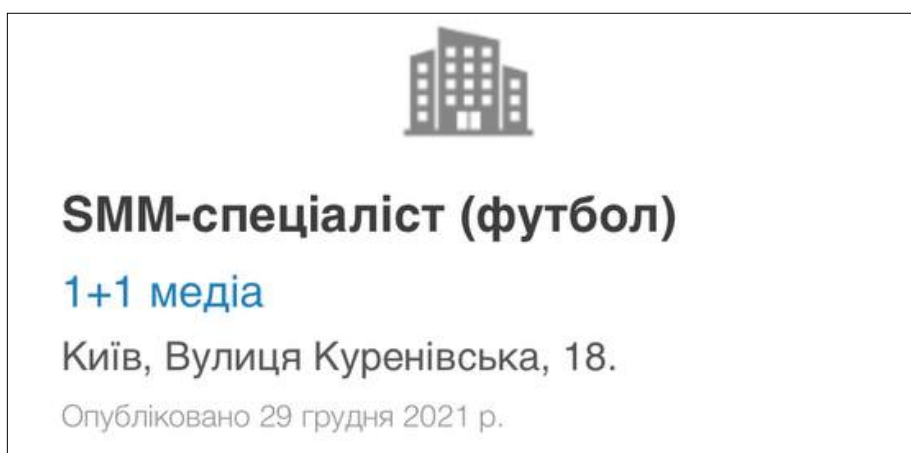 SMM-спеціаліст (футбол)
1+1 медіа
Київ, Вулиця Куренівська, 18.
Опубліковано 29 грудня 2021 р.